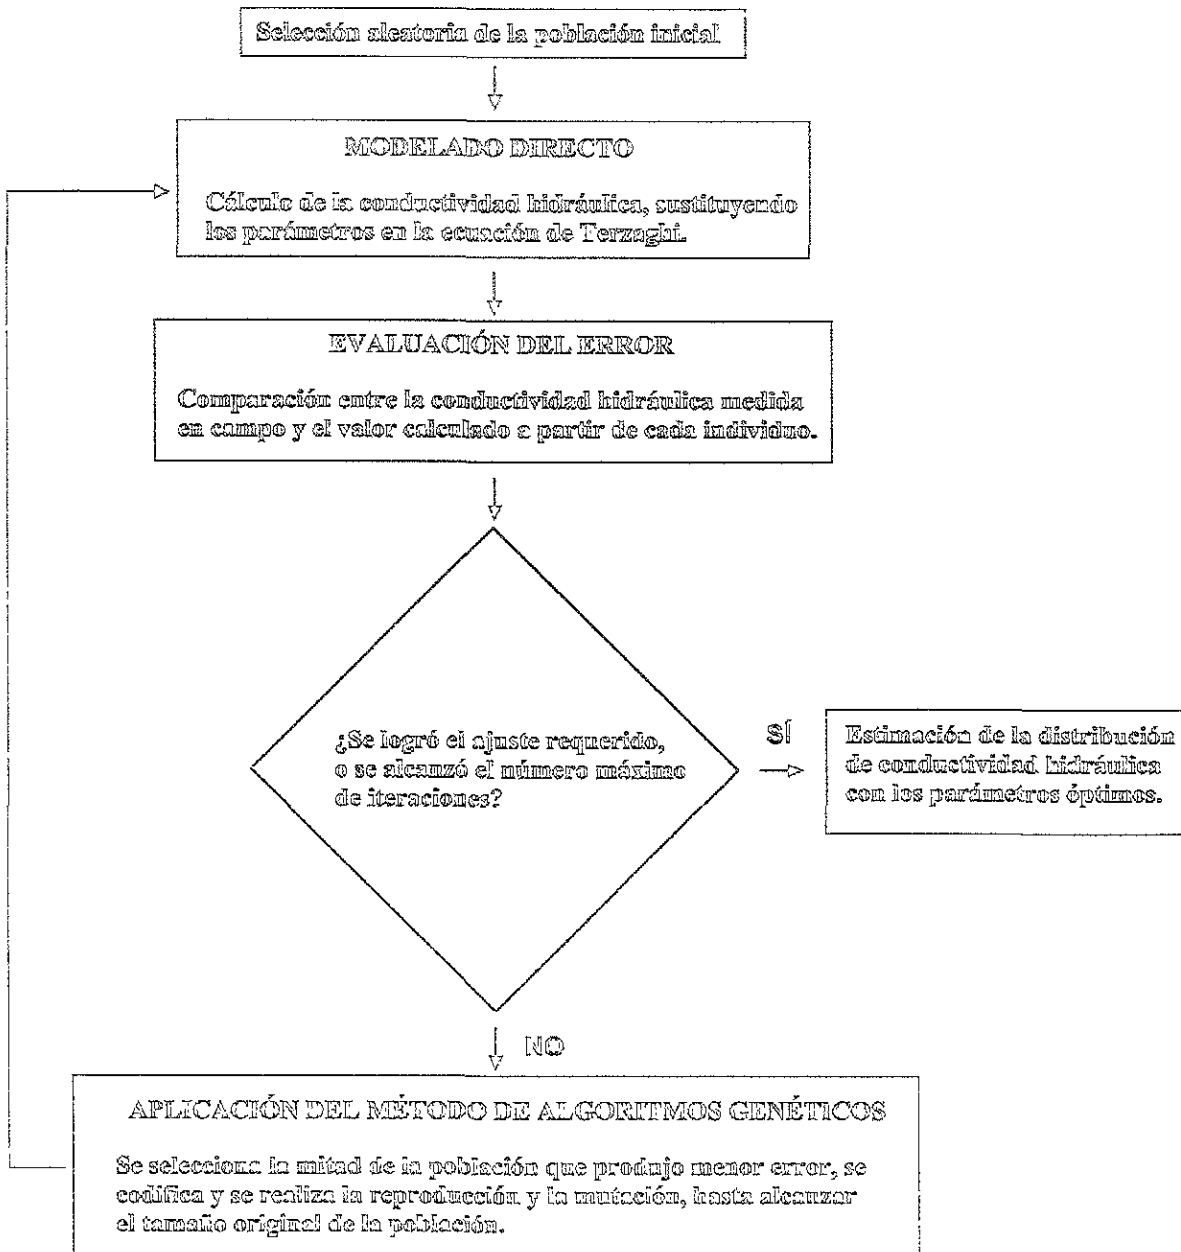 Selección aleatoria de la población inicial
MODELADO DIRECTO
Cálculo de la conductividad hidráulica, sustituyendo
los parámetros en la ecuación de Terzaghi.
EVALUACIÓN DEL ERROR
Comparación entre la conductividad hidráulica medida
en campo y el valor calculado a partir de cada individuo.
¿Se logró el ajuste requerido,
o se alcanzó el número máximo
de iteraciones?
SÍ
Estimación de la distribución
de conductividad hidráulica
con los parámetros óptimos.
NO
APLICACIÓN DEL MÉTODO DE ALGORITMOS GENÉTICOS
Se selecciona la mitad de la población que produjo menor error, se
codifica y se realiza la reproducción y la mutación, hasta alcanzar
el tamaño original de la población.